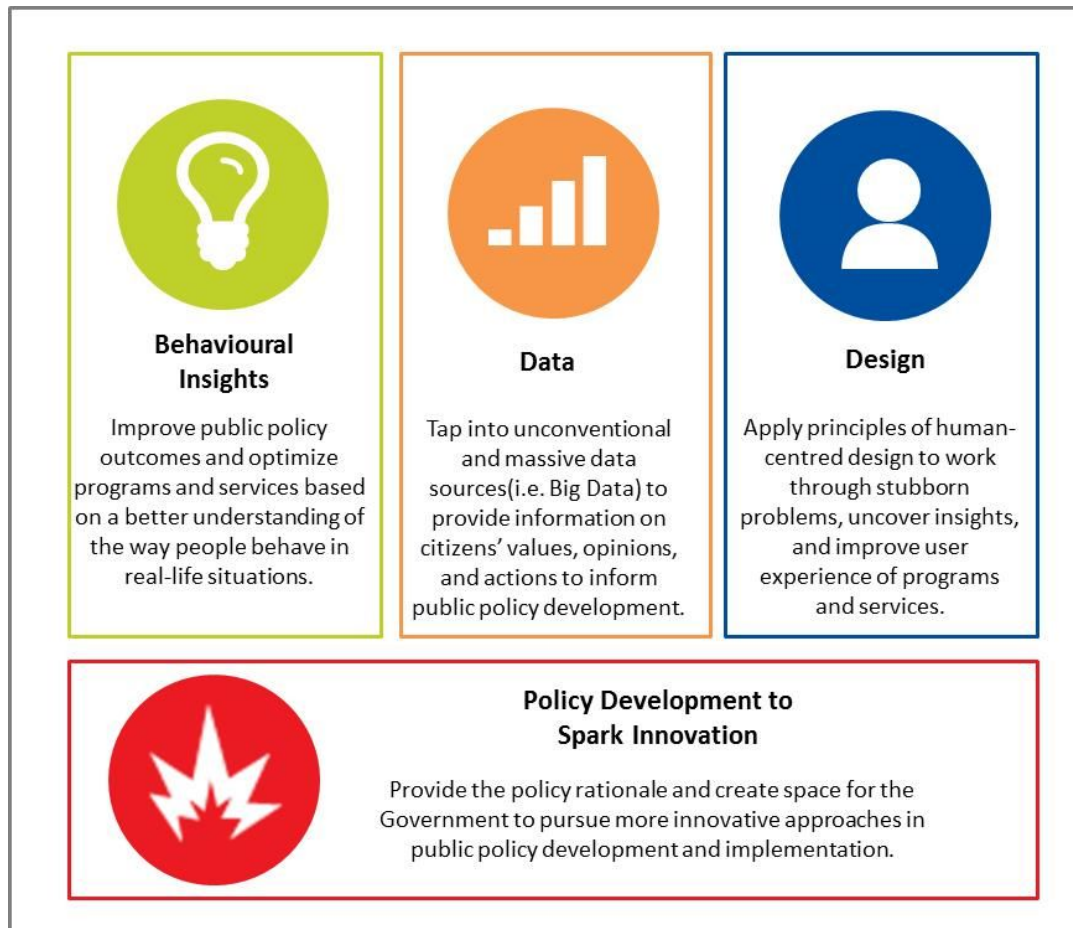 Behavioural
Insights
Improve public policy
outcomes and optimize
programs and services based
on a better understanding of
the way people behave in
real-life situations.
Data
Tap into unconventional
and massive data
sources(i.e. Big Data) to
provide information on
citizens’ values, opinions,
and actions to inform
public policy development.
Design
Apply principles of human-
centred design to work
through stubborn
problems, uncover insights,
and improve user
experience of programs
and services.
Policy Development to
Spark Innovation
Provide the policy rationale and create space for the
Government to pursue more innovative approaches in
public policy development and implementation.